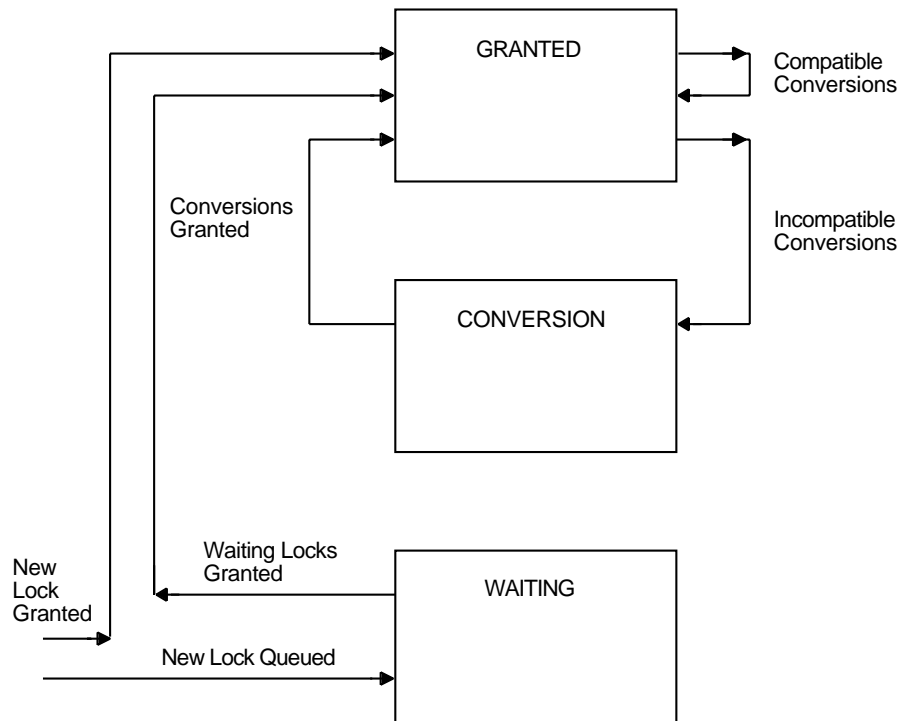 GRANTED
Compatible
Conversions
Conversions
Granted
Incompatible
Conversions
CONVERSION
Waiting Locks
Granted
New
Lock
Granted
WAITING
New Lock Queued